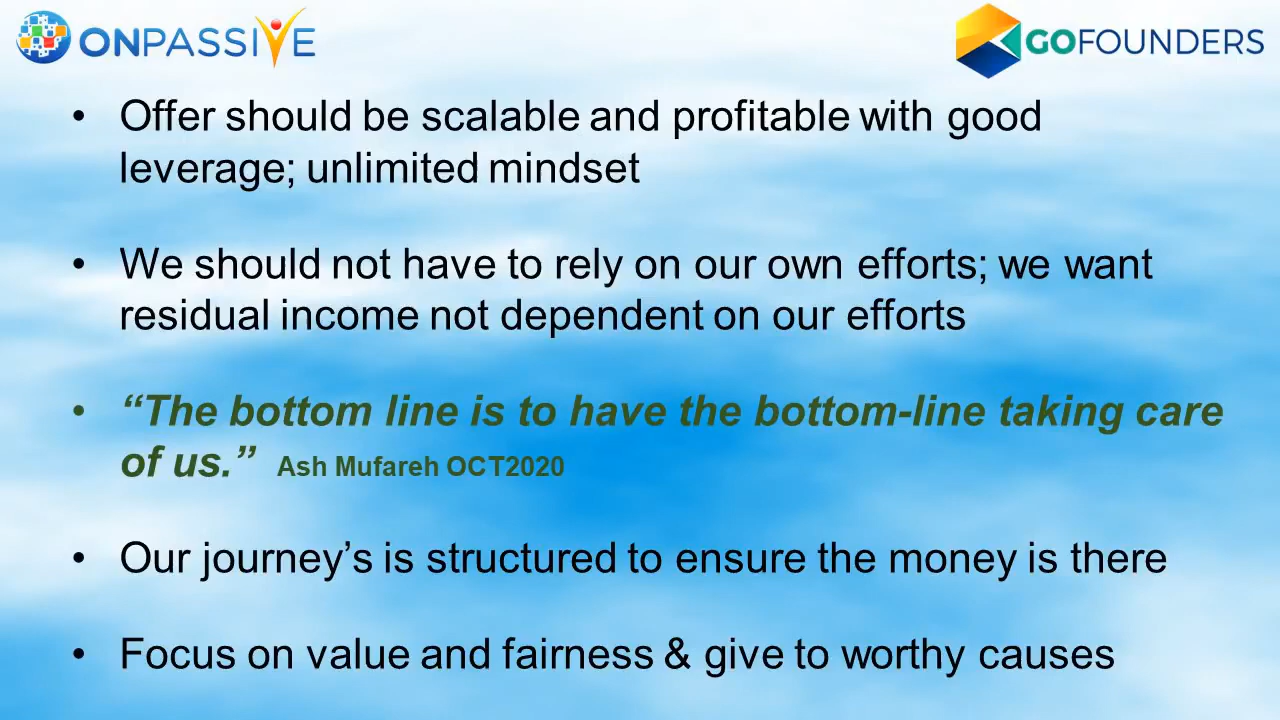 ONPASSIVE
GOFOUNDERS
• Offer should be scalable and profitable with good
leverage; unlimited mindset
• We should not have to rely on our own efforts; we want
residual income not dependent on our efforts
• “The bottom line is to have the bottom-line taking care
of us.” Ash Mufareh OCT2020
• Our journey’s is structured to ensure the money is there
• Focus on value and fairness & give to worthy causes